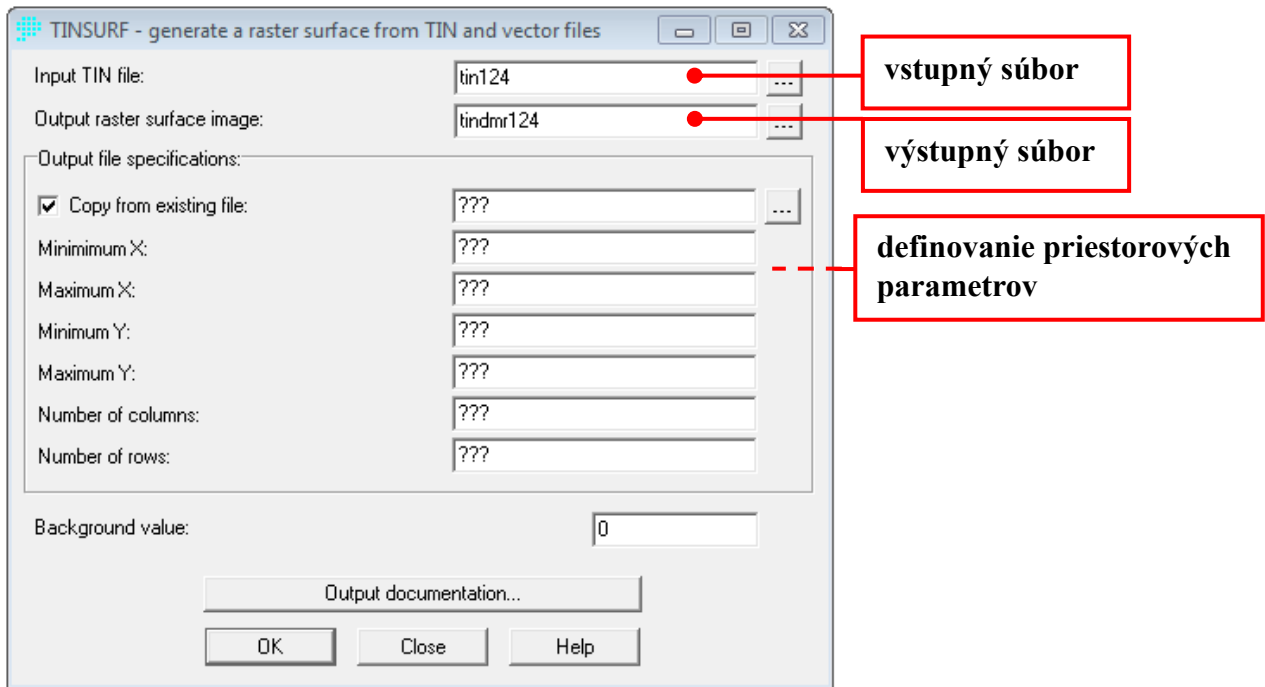 TINSURF - generate a raster surface from TIN and vector files
Input TIN file:
tin124
...
vstupný súbor
Output raster surface image:
tindmr124
...
výstupný súbor
Output file specifications:
Copy from existing file:
???
...
Minimimum X:
???
definovanie priestorových
parametrov
Maximum X:
???
Minimum Y:
???
Maximum Y:
???
Number of columns:
???
Number of rows:
???
Background value:
0
Output documentation...
OK
Close
Help